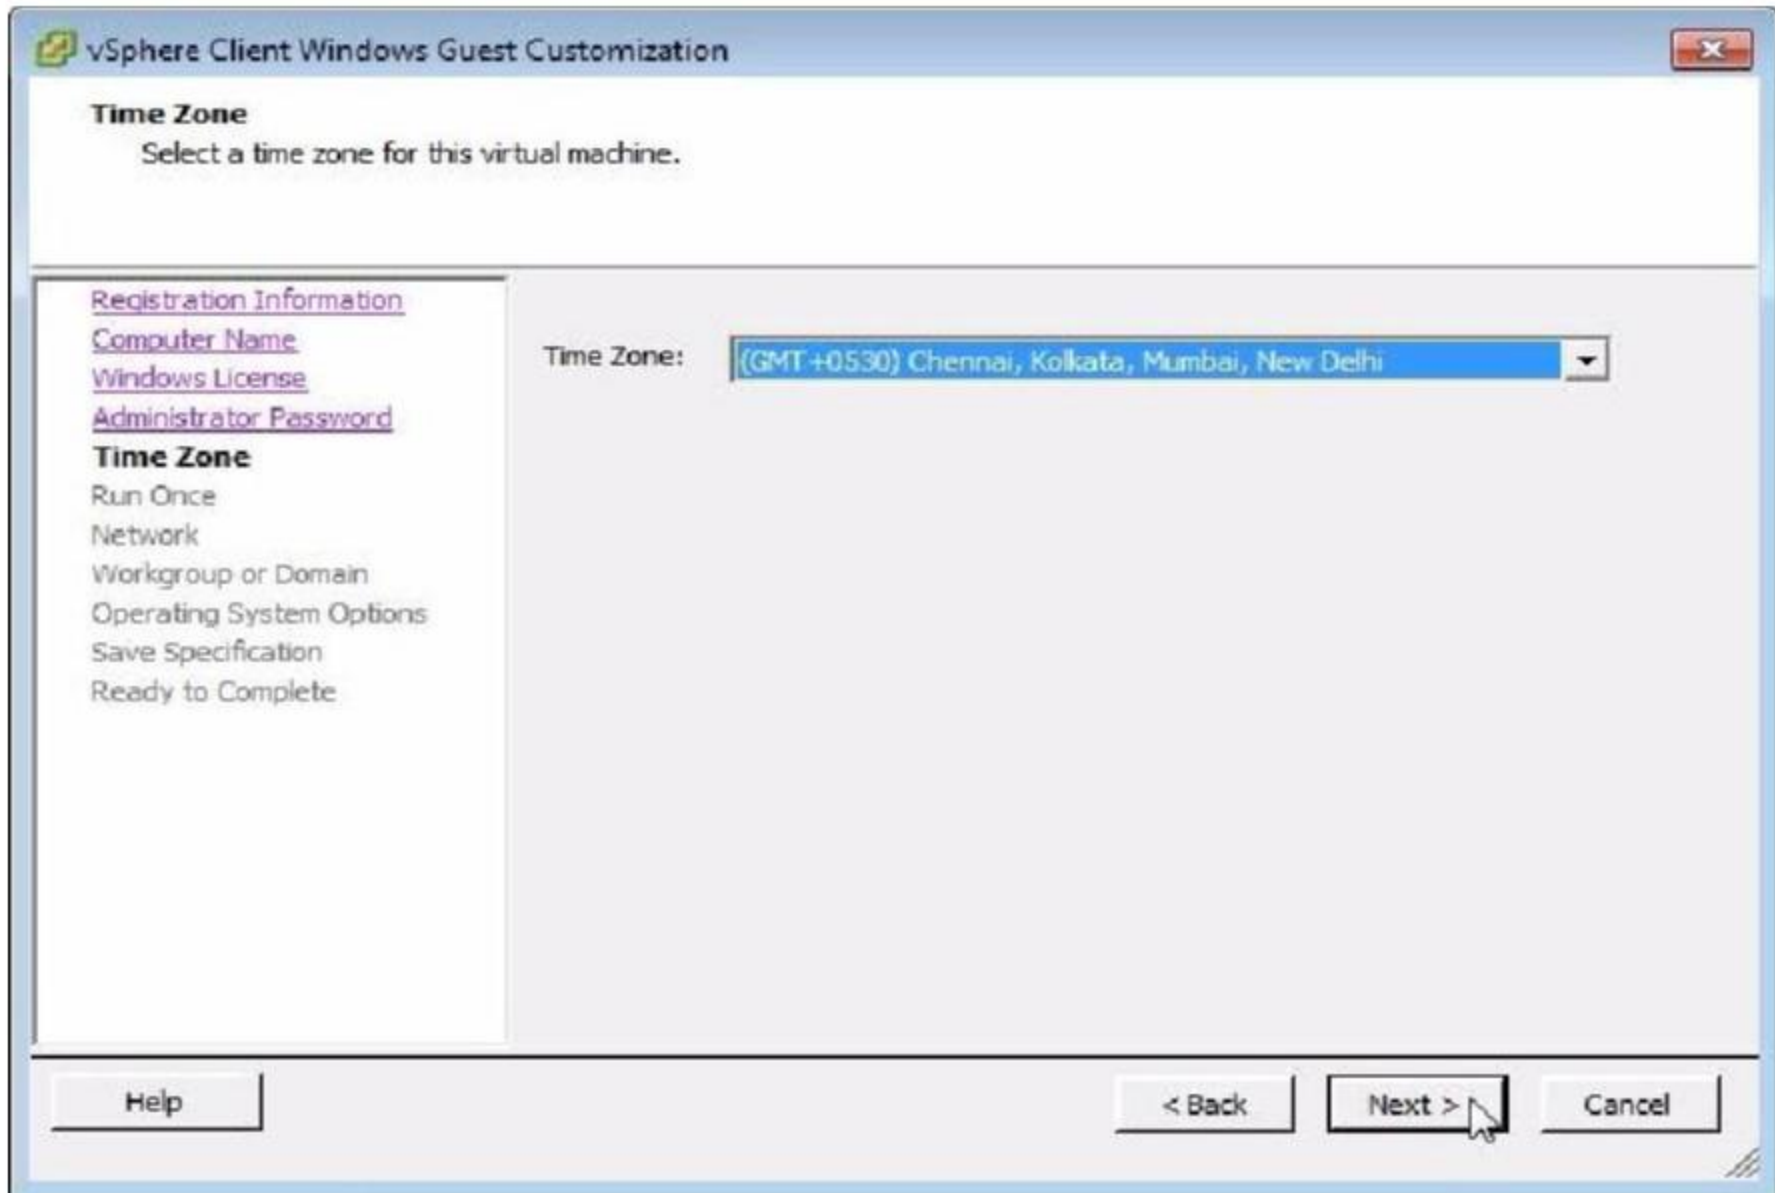 vSphere Client Windows Guest Customization
Time Zone
Select a time zone for this virtual machine.
Registration Information
Computer Name
Windows License
Administrator Password
Time Zone
Run Once
Network
Workgroup or Domain
Operating System Options
Save Specification
Ready to Complete
Time Zone: (GMT+0530) Chennai, Kolkata, Mumbai, New Delhi
Help
< Back
Next >
Cancel